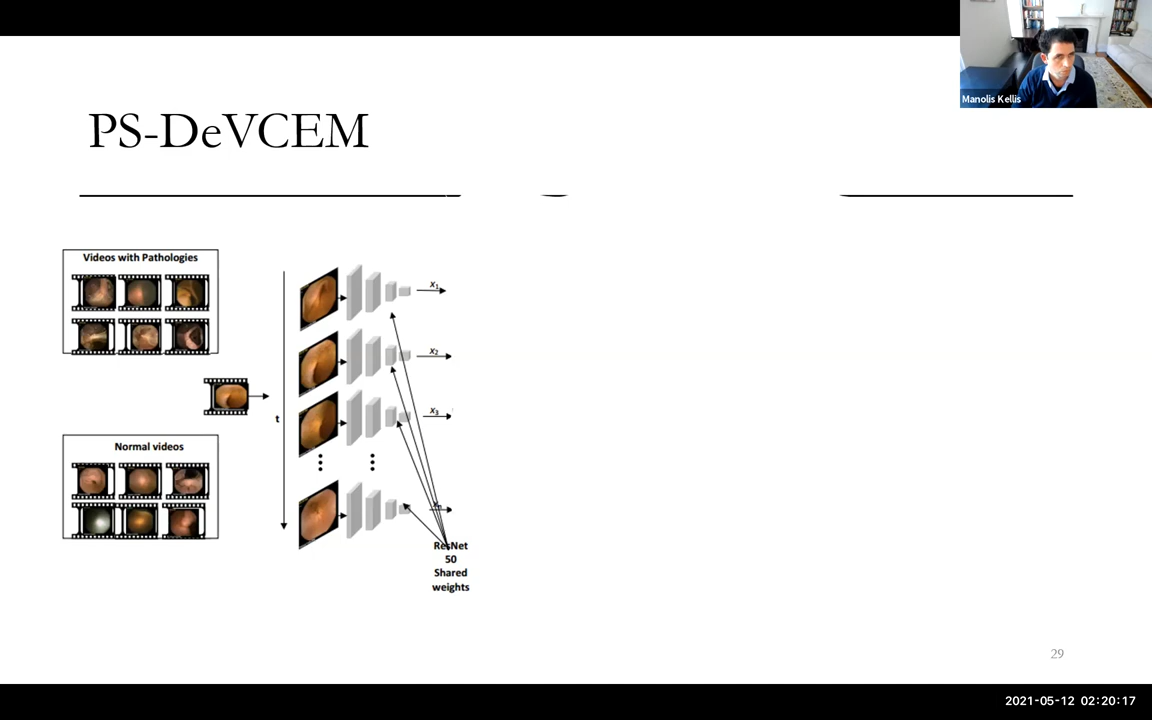 Manolis Kellis
PS-DeVCEM
Videos with Pathologies
Normal videos
t
x1
x2
x3
xn
ResNet
50
Shared
weights
29
2021-05-12 02:20:17